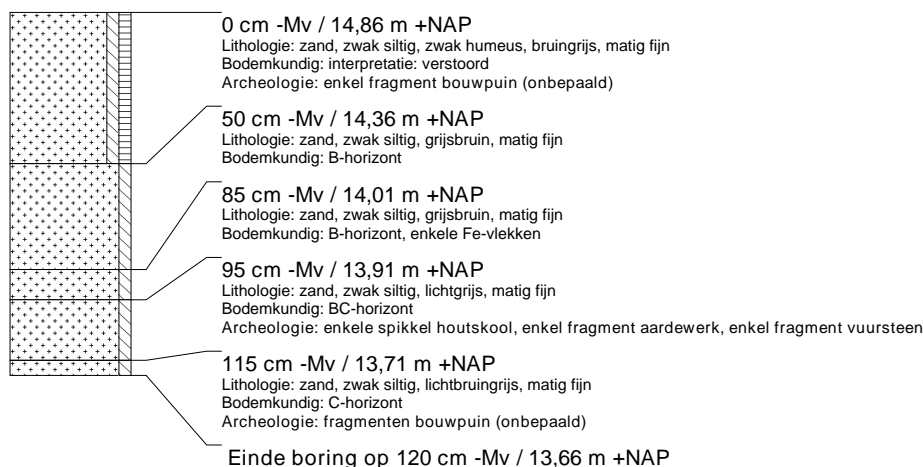 0 cm -Mv / 14,86 m +NAP
Lithologie: zand, zwak siltig, zwak humeus, bruingrijs, matig fijn
Bodemkundig: interpretatie: verstoord
Archeologie: enkel fragment bouwpuin (onbepaald)
50 cm -Mv / 14,36 m +NAP
Lithologie: zand, zwak siltig, grijsbruin, matig fijn
Bodemkundig: B-horizont
85 cm -Mv / 14,01 m +NAP
Lithologie: zand, zwak siltig, grijsbruin, matig fijn
Bodemkundig: B-horizont, enkele Fe-vlekken
95 cm -Mv / 13,91 m +NAP
Lithologie: zand, zwak siltig, lichtgrijs, matig fijn
Bodemkundig: BC-horizont
Archeologie: enkele spikkel houtskool, enkel fragment aardewerk, enkel fragment vuursteen
115 cm -Mv / 13,71 m +NAP
Lithologie: zand, zwak siltig, lichtbruingrijs, matig fijn
Bodemkundig: C-horizont
Archeologie: fragmenten bouwpuin (onbepaald)
Einde boring op 120 cm -Mv / 13,66 m +NAP